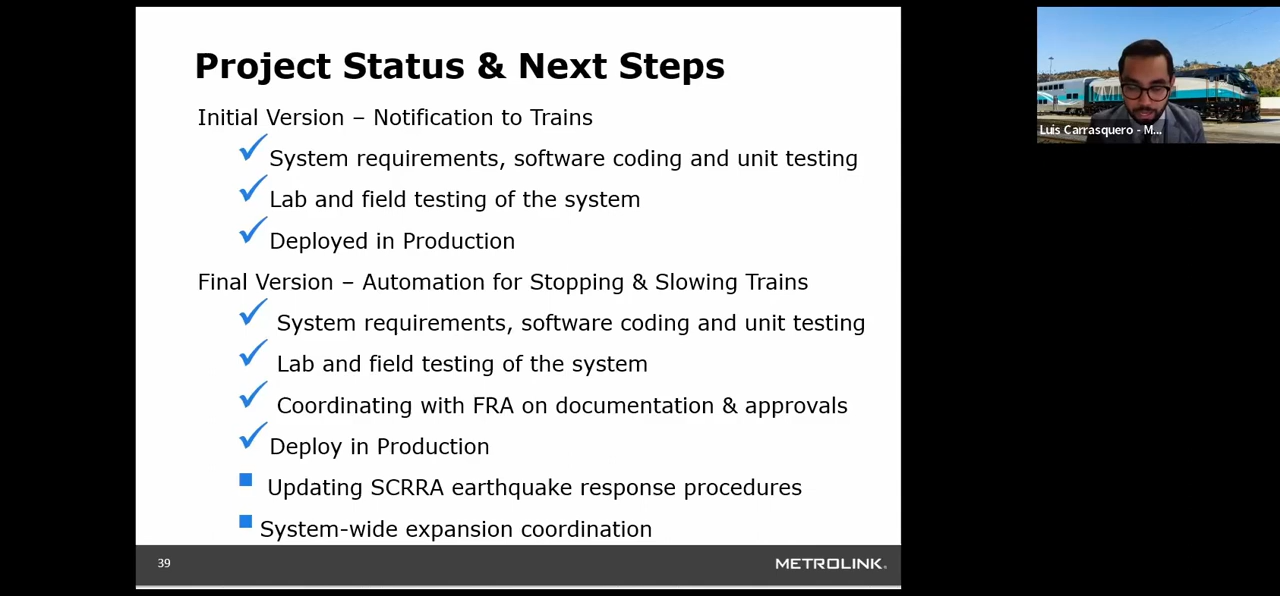 Project Status & Next Steps
Initial Version – Notification to Trains
System requirements, software coding and unit testing
Lab and field testing of the system
Deployed in Production
Final Version – Automation for Stopping & Slowing Trains
System requirements, software coding and unit testing
Lab and field testing of the system
Coordinating with FRA on documentation & approvals
Deploy in Production
Updating SCRRA earthquake response procedures
System-wide expansion coordination
39
METROLINK.
Luis Carrasquero - M...